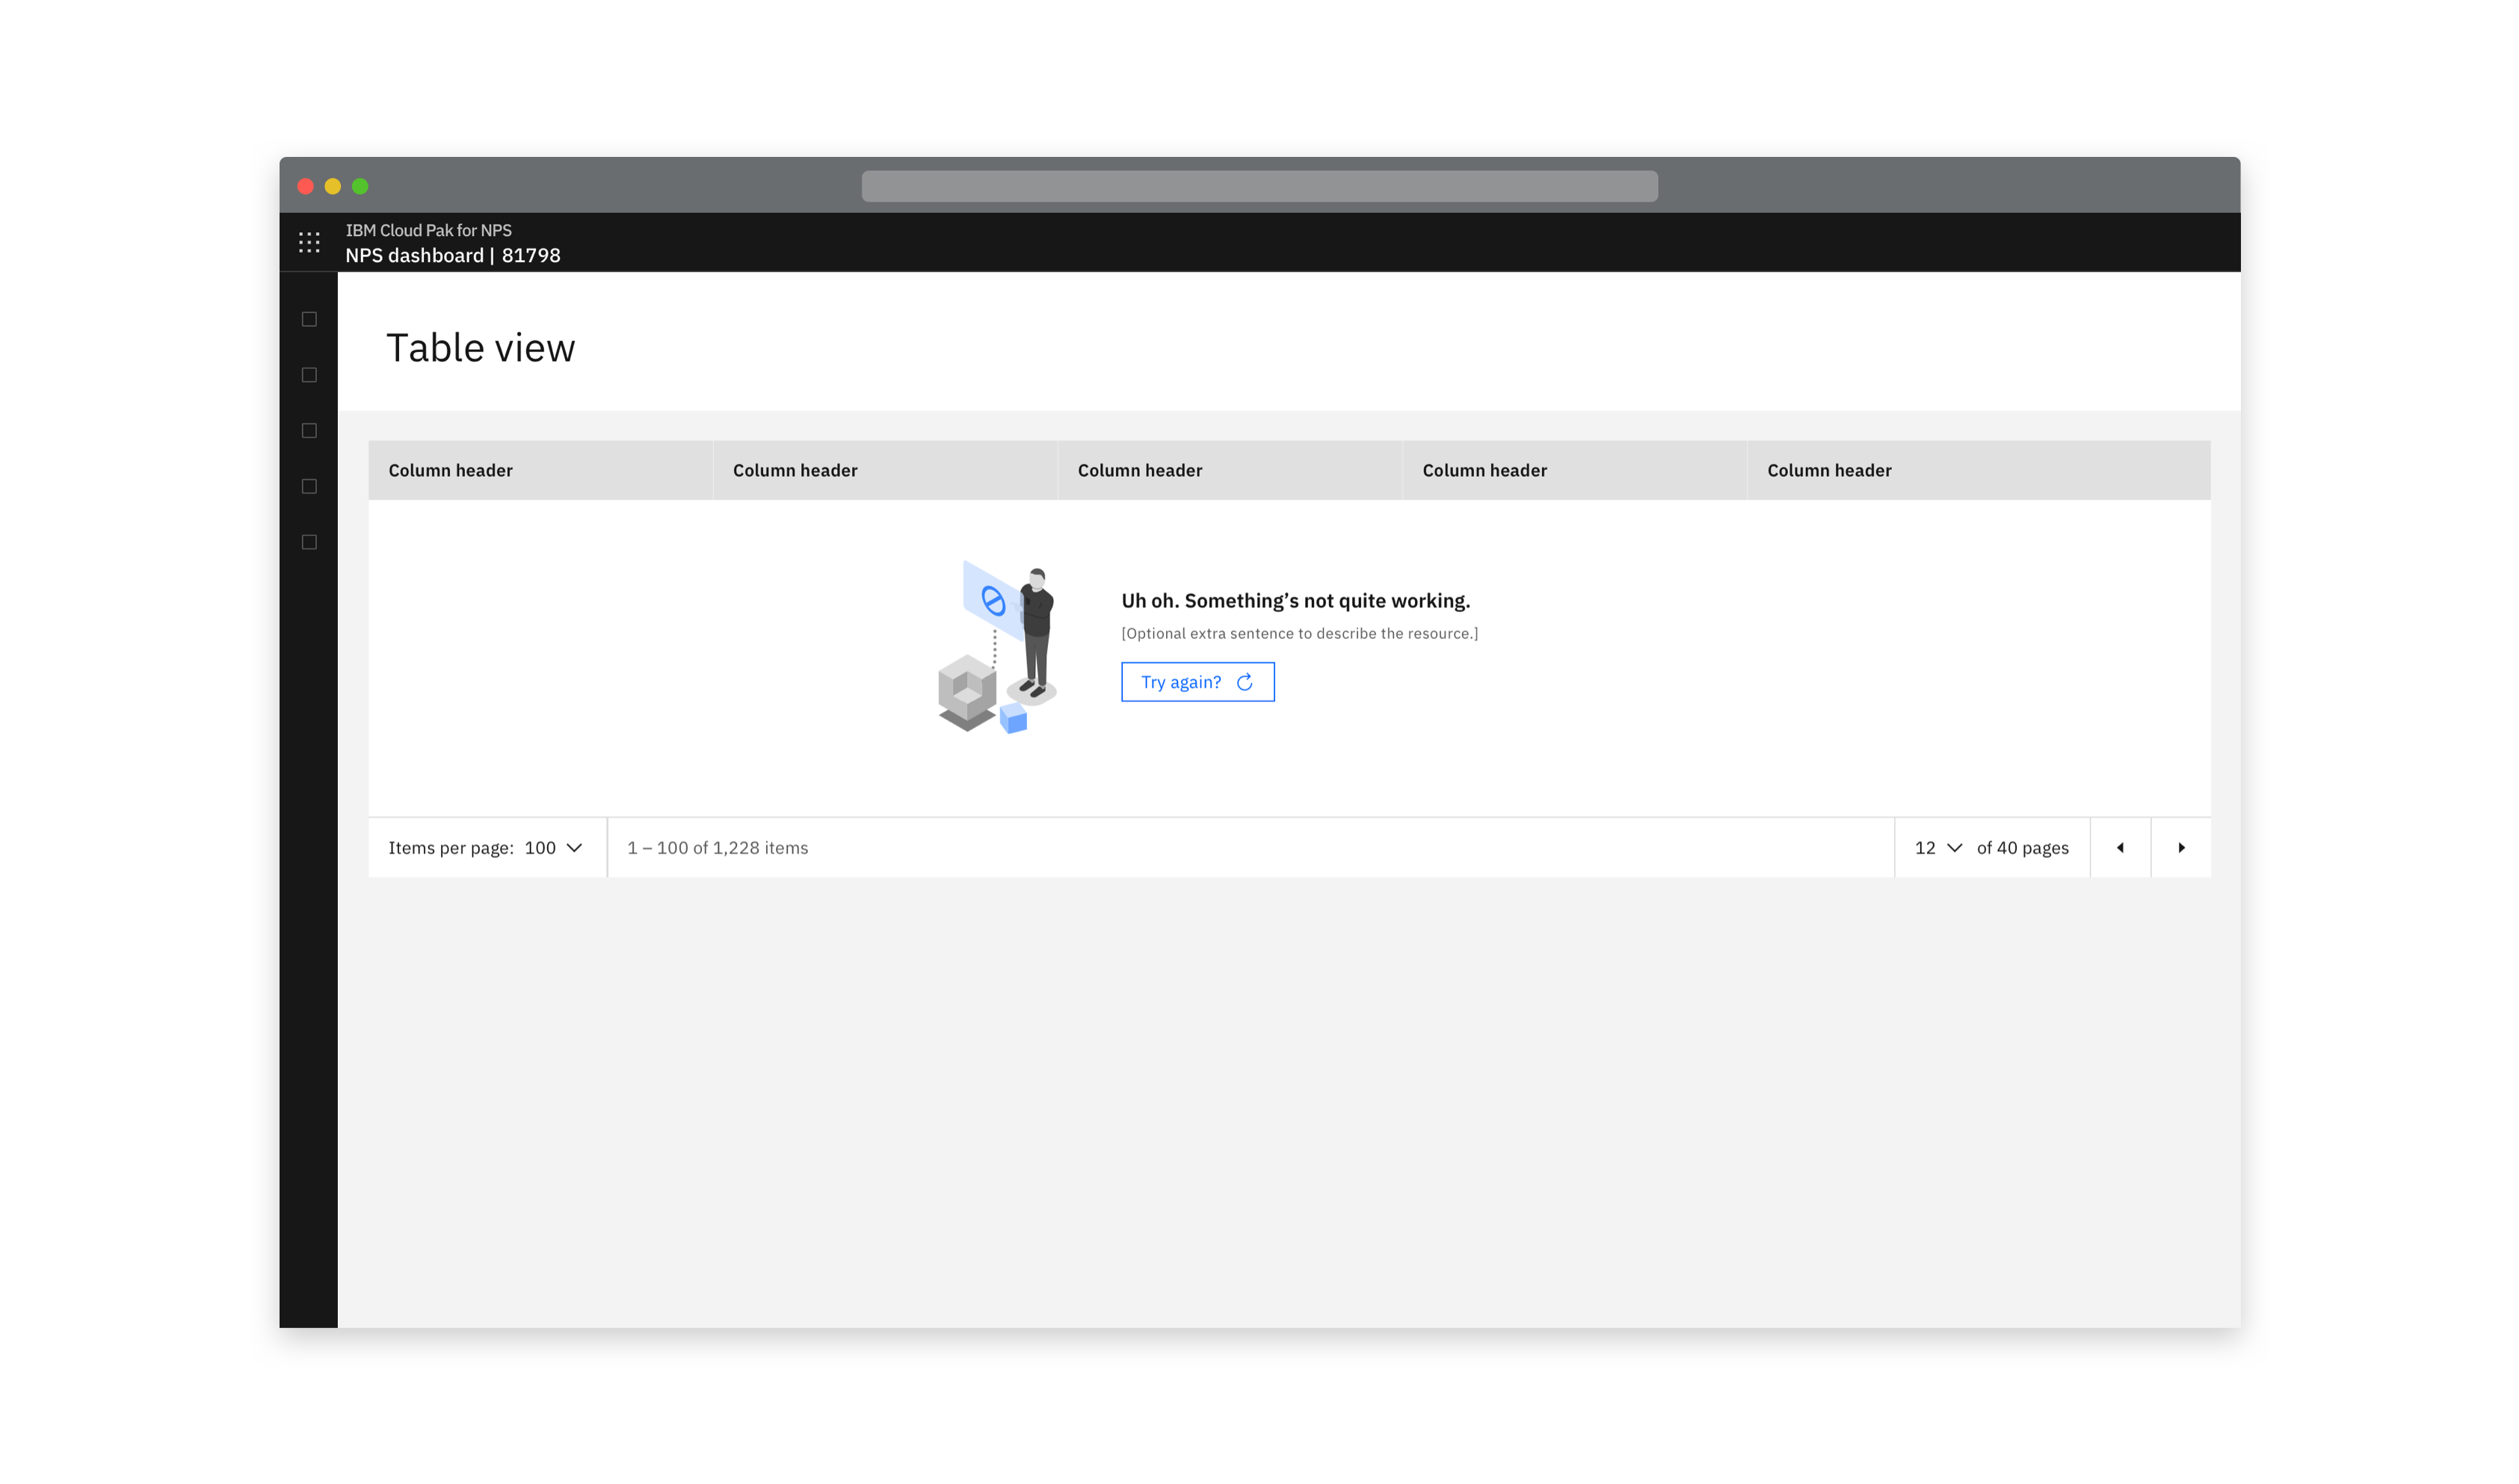 IBM Cloud Pak for NPS
NPS dashboard | 81798
Table view
Column header Column header Column header Column header Column header
Uh oh. Something’s not quite working.
[Optional extra sentence to describe the resource.]
Try again?
Items per page: 100 1 – 100 of 1,228 items 12 of 40 pages